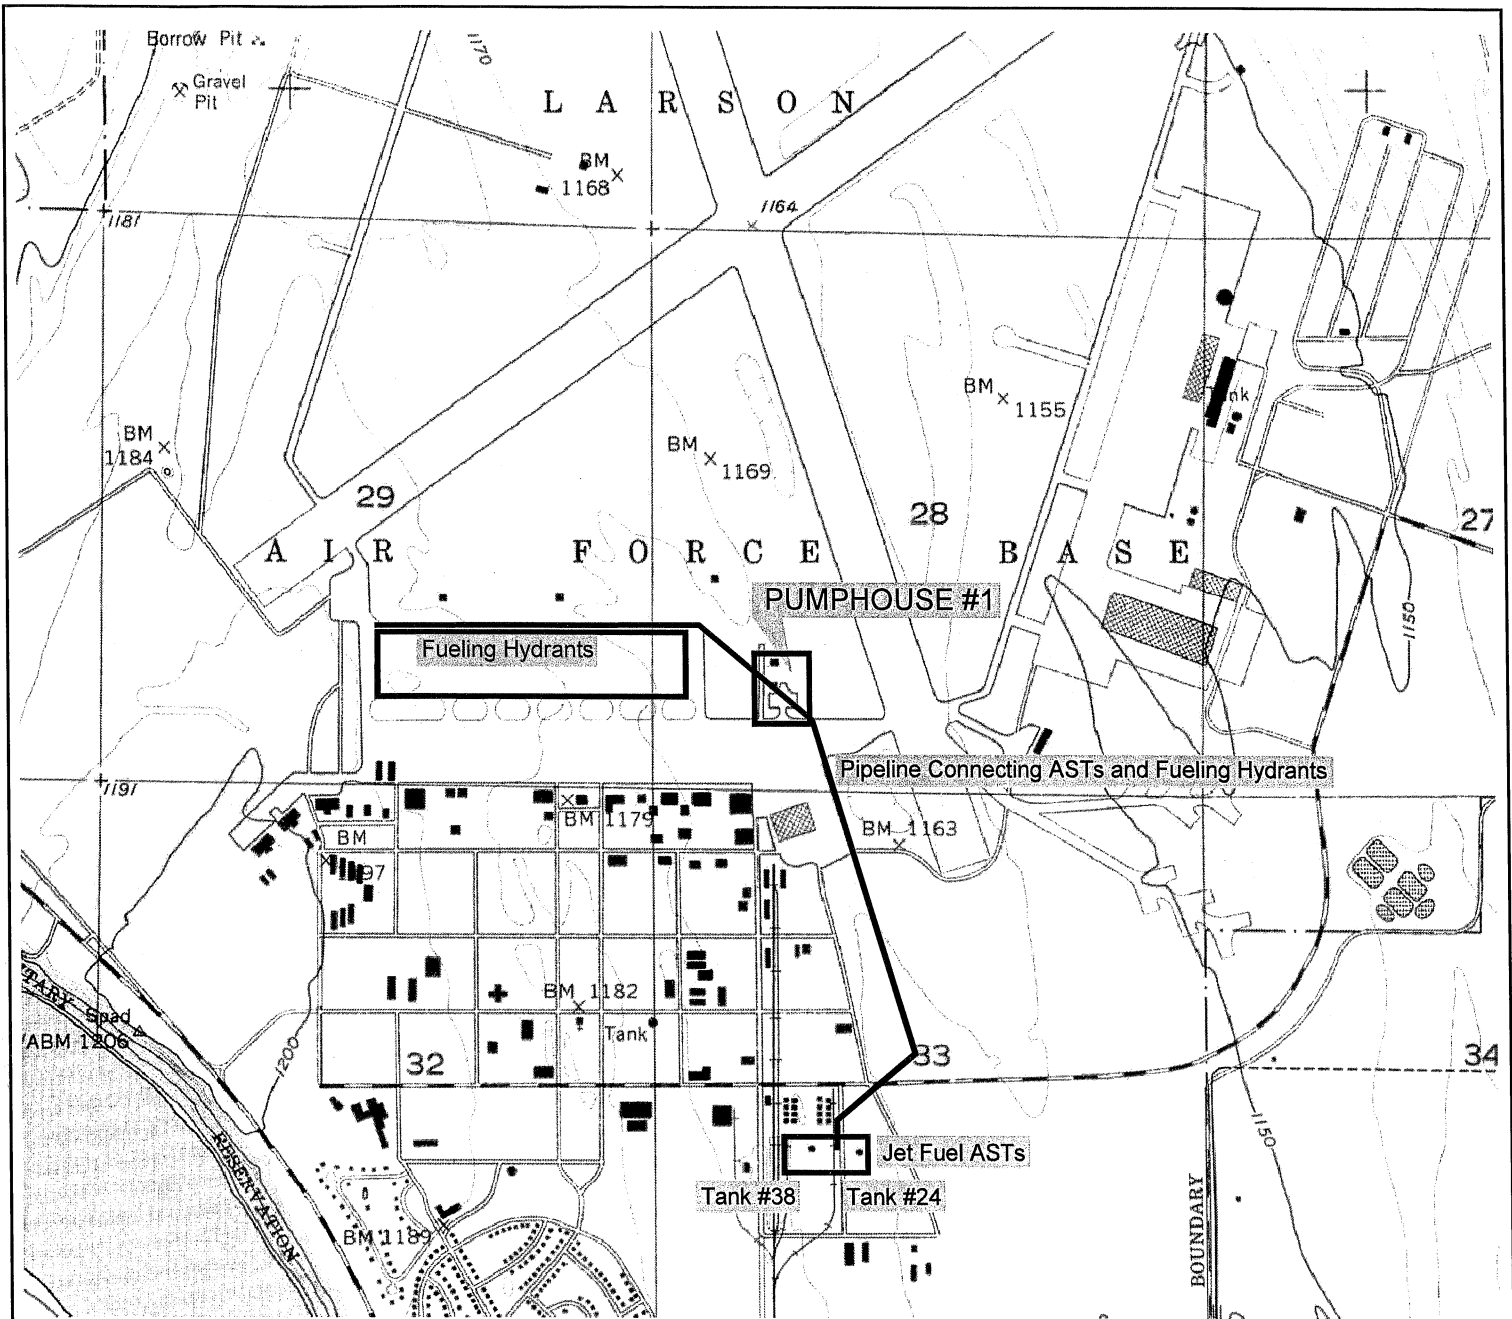 Borrow Pit
Gravel
Pit
1170
L A R S O N
BM
1168
1181
1164
BM
1184
BM
1155
BM
1169
29
28
27
A I R F O R C E B A S E
PUMPHOUSE #1
Fueling Hydrants
1150
Pipeline Connecting ASTs and Fueling Hydrants
1191
BM 1179
BM 1163
BM
97
BM 1182
Spad
ABM 1206
Tank
1200
32
33
34
1150
Jet Fuel ASTs
Tank #38
Tank #24
RESERVATION
BM 1189
BOUNDARY